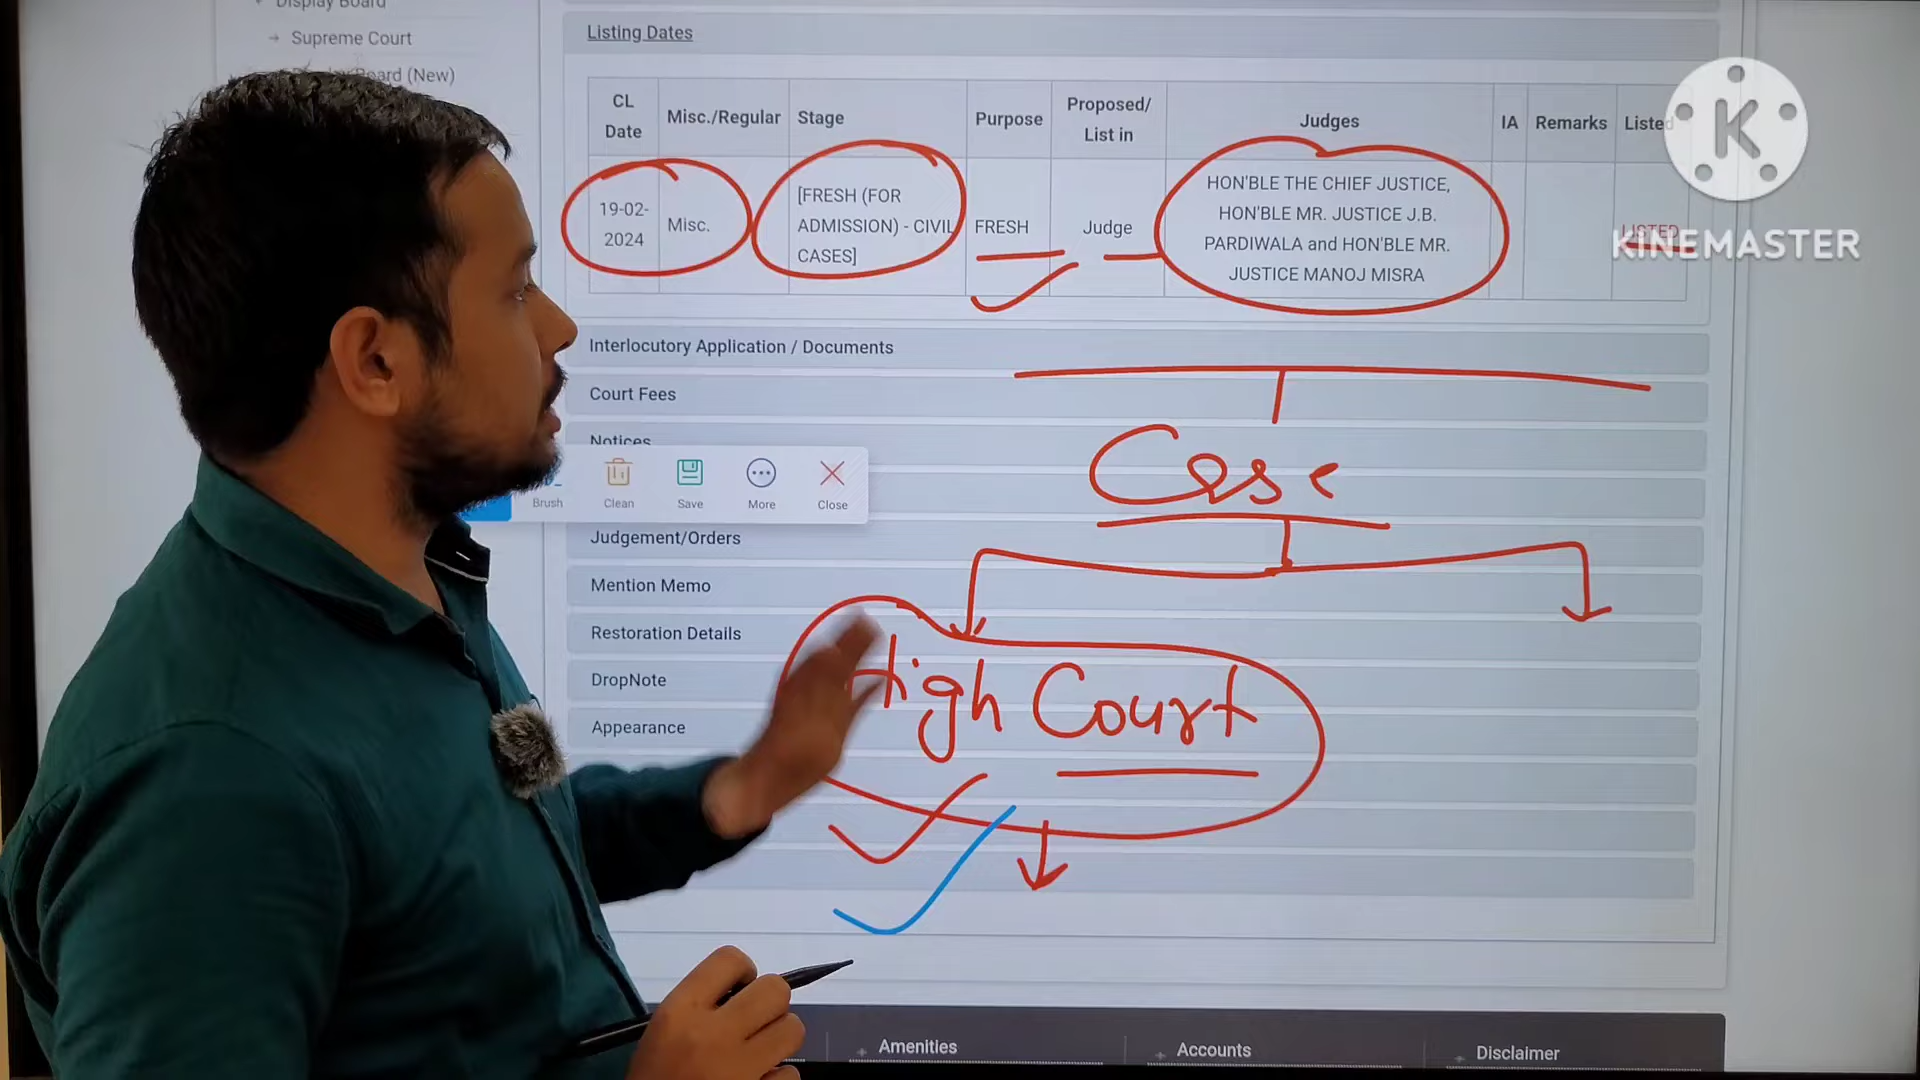 Display Board
Supreme Court
Board (New)
Listing Dates
CL Date
Misc./Regular
Stage
Purpose
Proposed/ List in
Judges
IA
Remarks
Listed
19-02-
2024
Misc.
[FRESH (FOR
ADMISSION) - CIVIL
CASES]
FRESH
Judge
HON'BLE THE CHIEF JUSTICE,
HON'BLE MR. JUSTICE J.B.
PARDIWALA and HON'BLE MR.
JUSTICE MANOJ MISRA
LISTED
K
KINEMASTER
Interlocutory Application / Documents
Court Fees
Notices
Brush
Clean
Save
More
Close
Case
Judgement/Orders
Mention Memo
Restoration Details
DropNote
Appearance
High Court
Amenities
Accounts
Disclaimer